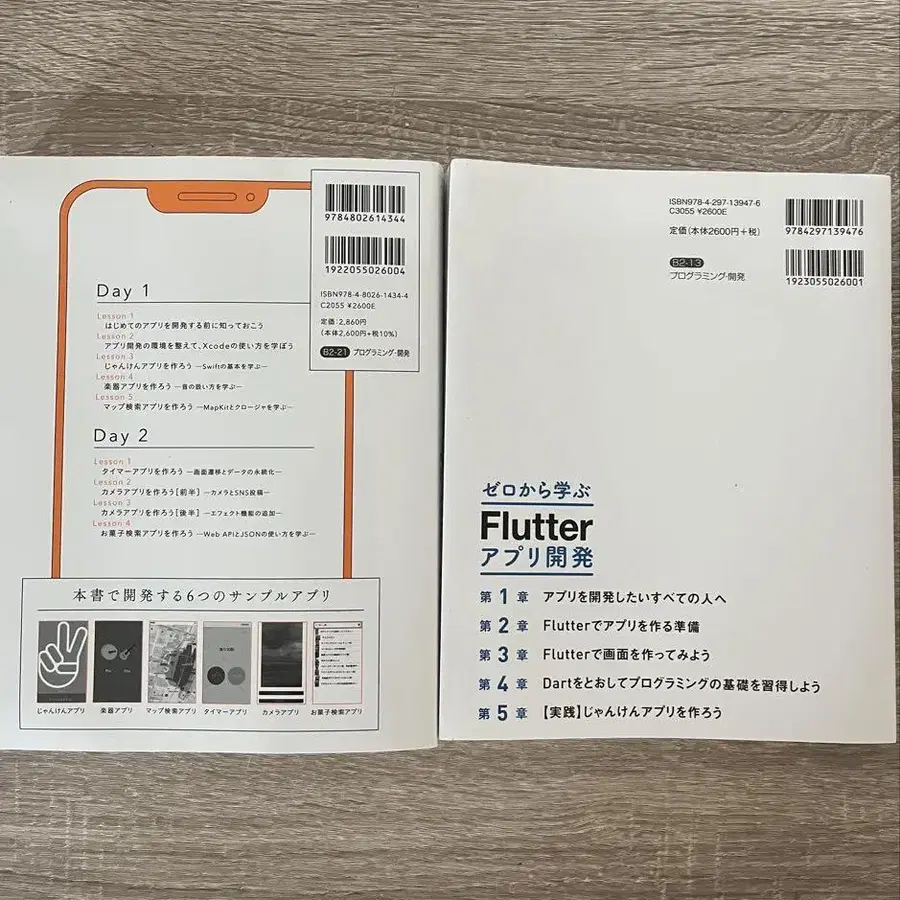 9784802614344
1922055026004
ISBN978-4-8026-1434-4
C2055 ¥2600E
定価:2,860円
(本体2,600円+税10%)
B2-21 プログラミング・開発
Day 1
Lesson 1
はじめてのアプリを開発する前に知っておこう
Lesson 2
アプリ開発の環境を整えて、Xcodeの使い方を学ぼう
Lesson 3
じゃんけんアプリを作ろう ―Swiftの基本を学ぶ―
Lesson 4
楽器アプリを作ろう ―音の扱い方を学ぶ―
Lesson 5
マップ検索アプリを作ろう ―MapKitとクロージャを学ぶ―
Day 2
Lesson 1
タイマーアプリを作ろう ―画面遷移とデータの永続化―
Lesson 2
カメラアプリを作ろう[前半] ―カメラとSNS投稿―
Lesson 3
カメラアプリを作ろう[後半] ―エフェクト機能の追加―
Lesson 4
お菓子検索アプリを作ろう ―Web APIとJSONの使い方を学ぶ―
本書で開発する6つのサンプルアプリ
じゃんけんアプリ
楽器アプリ
マップ検索アプリ
タイマーアプリ
カメラアプリ
お菓子検索アプリ
ISBN978-4-297-13947-6
C3055 ¥2600E
定価(本体2600円+税)
9784297139476
B2-13
プログラミング・開発
1923055026001
ゼロから学ぶ
Flutter
アプリ開発
第1章 アプリを開発したいすべての人へ
第2章 Flutterでアプリを作る準備
第3章 Flutterで画面を作ってみよう
第4章 Dartをとおしてプログラミングの基礎を習得しよう
第5章 【実践】じゃんけんアプリを作ろう